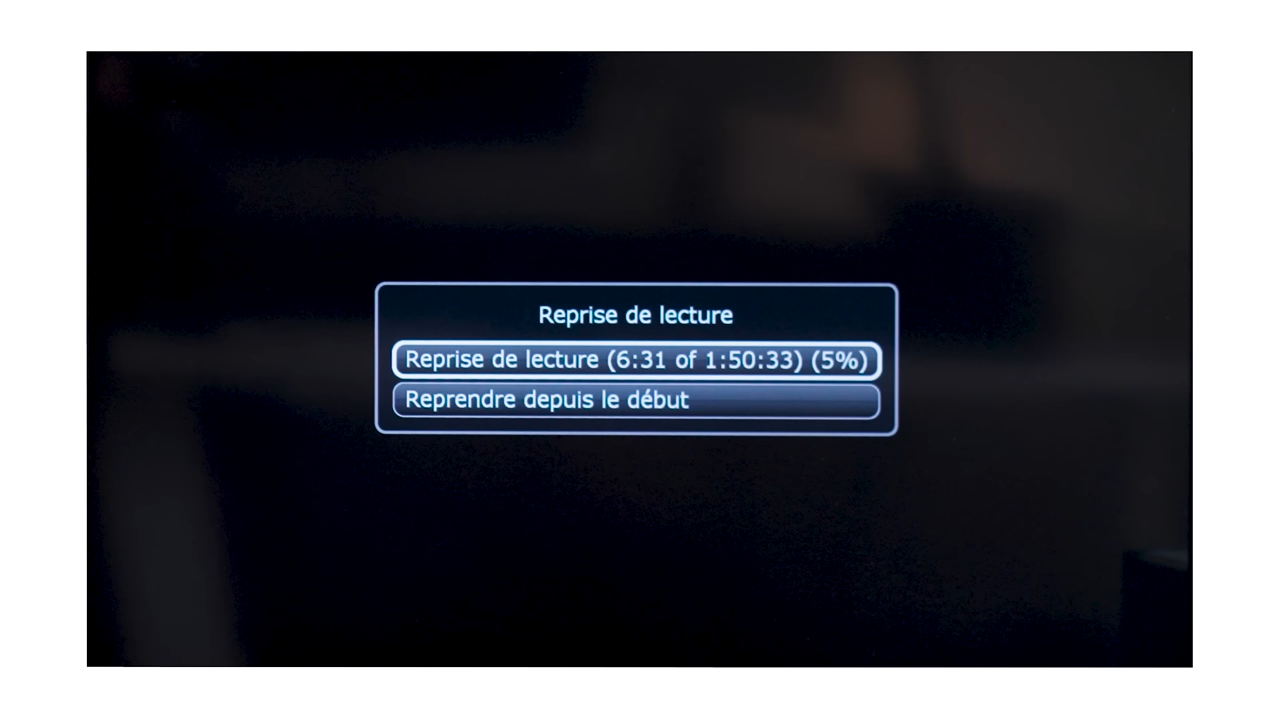 Reprise de lecture
Reprise de lecture (6:31 of 1:50:33) (5%)
Reprendre depuis le début